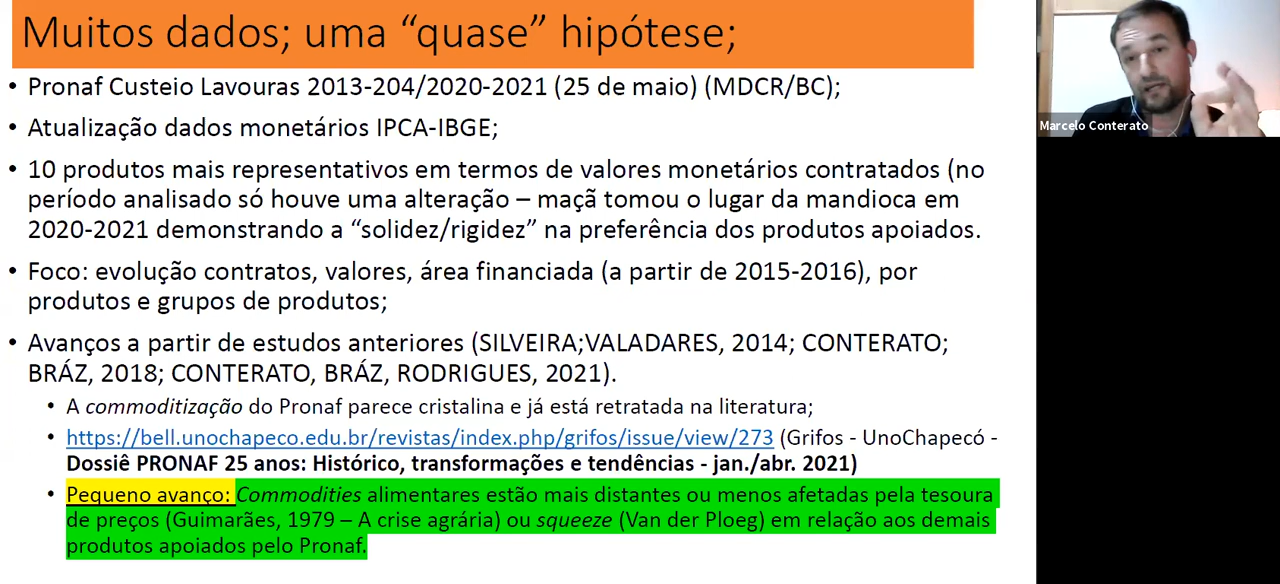 Muitos dados; uma “quase” hipótese;
• Pronaf Custeio Lavouras 2013-204/2020-2021 (25 de maio) (MDCR/BC);
• Atualização dados monetários IPCA-IBGE;
• 10 produtos mais representativos em termos de valores monetários contratados (no
período analisado só houve uma alteração – maçã tomou o lugar da mandioca em
2020-2021 demonstrando a “solidez/rigidez” na preferência dos produtos apoiados.
• Foco: evolução contratos, valores, área financiada (a partir de 2015-2016), por
produtos e grupos de produtos;
• Avanços a partir de estudos anteriores (SILVEIRA;VALADARES, 2014; CONTERATO;
BRÁZ, 2018; CONTERATO, BRÁZ, RODRIGUES, 2021).
• A commoditização do Pronaf parece cristalina e já está retratada na literatura;
• https://bell.unochapeco.edu.br/revistas/index.php/grifos/issue/view/273 (Grifos - UnoChapecó -
Dossiê PRONAF 25 anos: Histórico, transformações e tendências - jan./abr. 2021)
• Pequeno avanço: Commodities alimentares estão mais distantes ou menos afetadas pela tesoura
de preços (Guimarães, 1979 – A crise agrária) ou squeeze (Van der Ploeg) em relação aos demais
produtos apoiados pelo Pronaf.
Marcelo Conterato